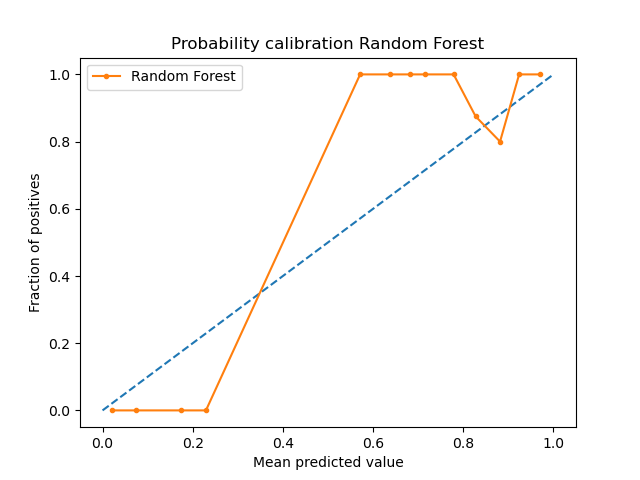 Probability calibration Random Forest
Random Forest
1.0
0.8
0.6
0.4
0.2
0.0
Fraction of positives
0.0 0.2 0.4 0.6 0.8 1.0
Mean predicted value